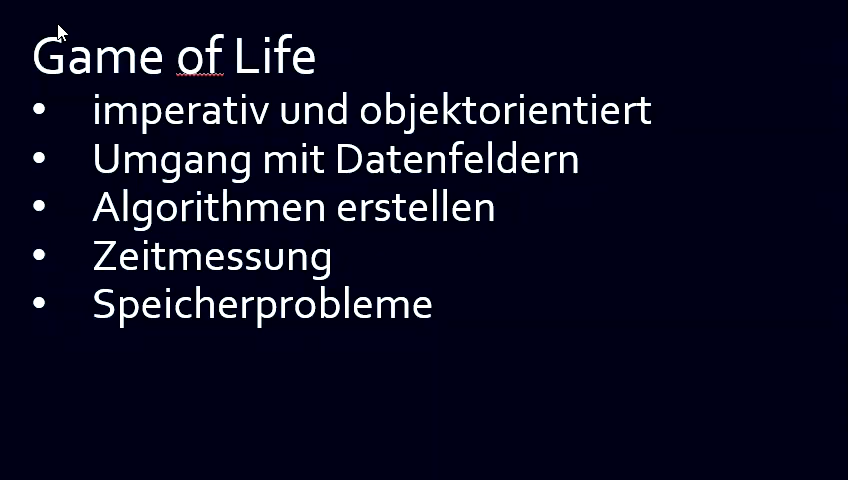 Game of Life
• imperativ und objektorientiert
• Umgang mit Datenfeldern
• Algorithmen erstellen
• Zeitmessung
• Speicherprobleme